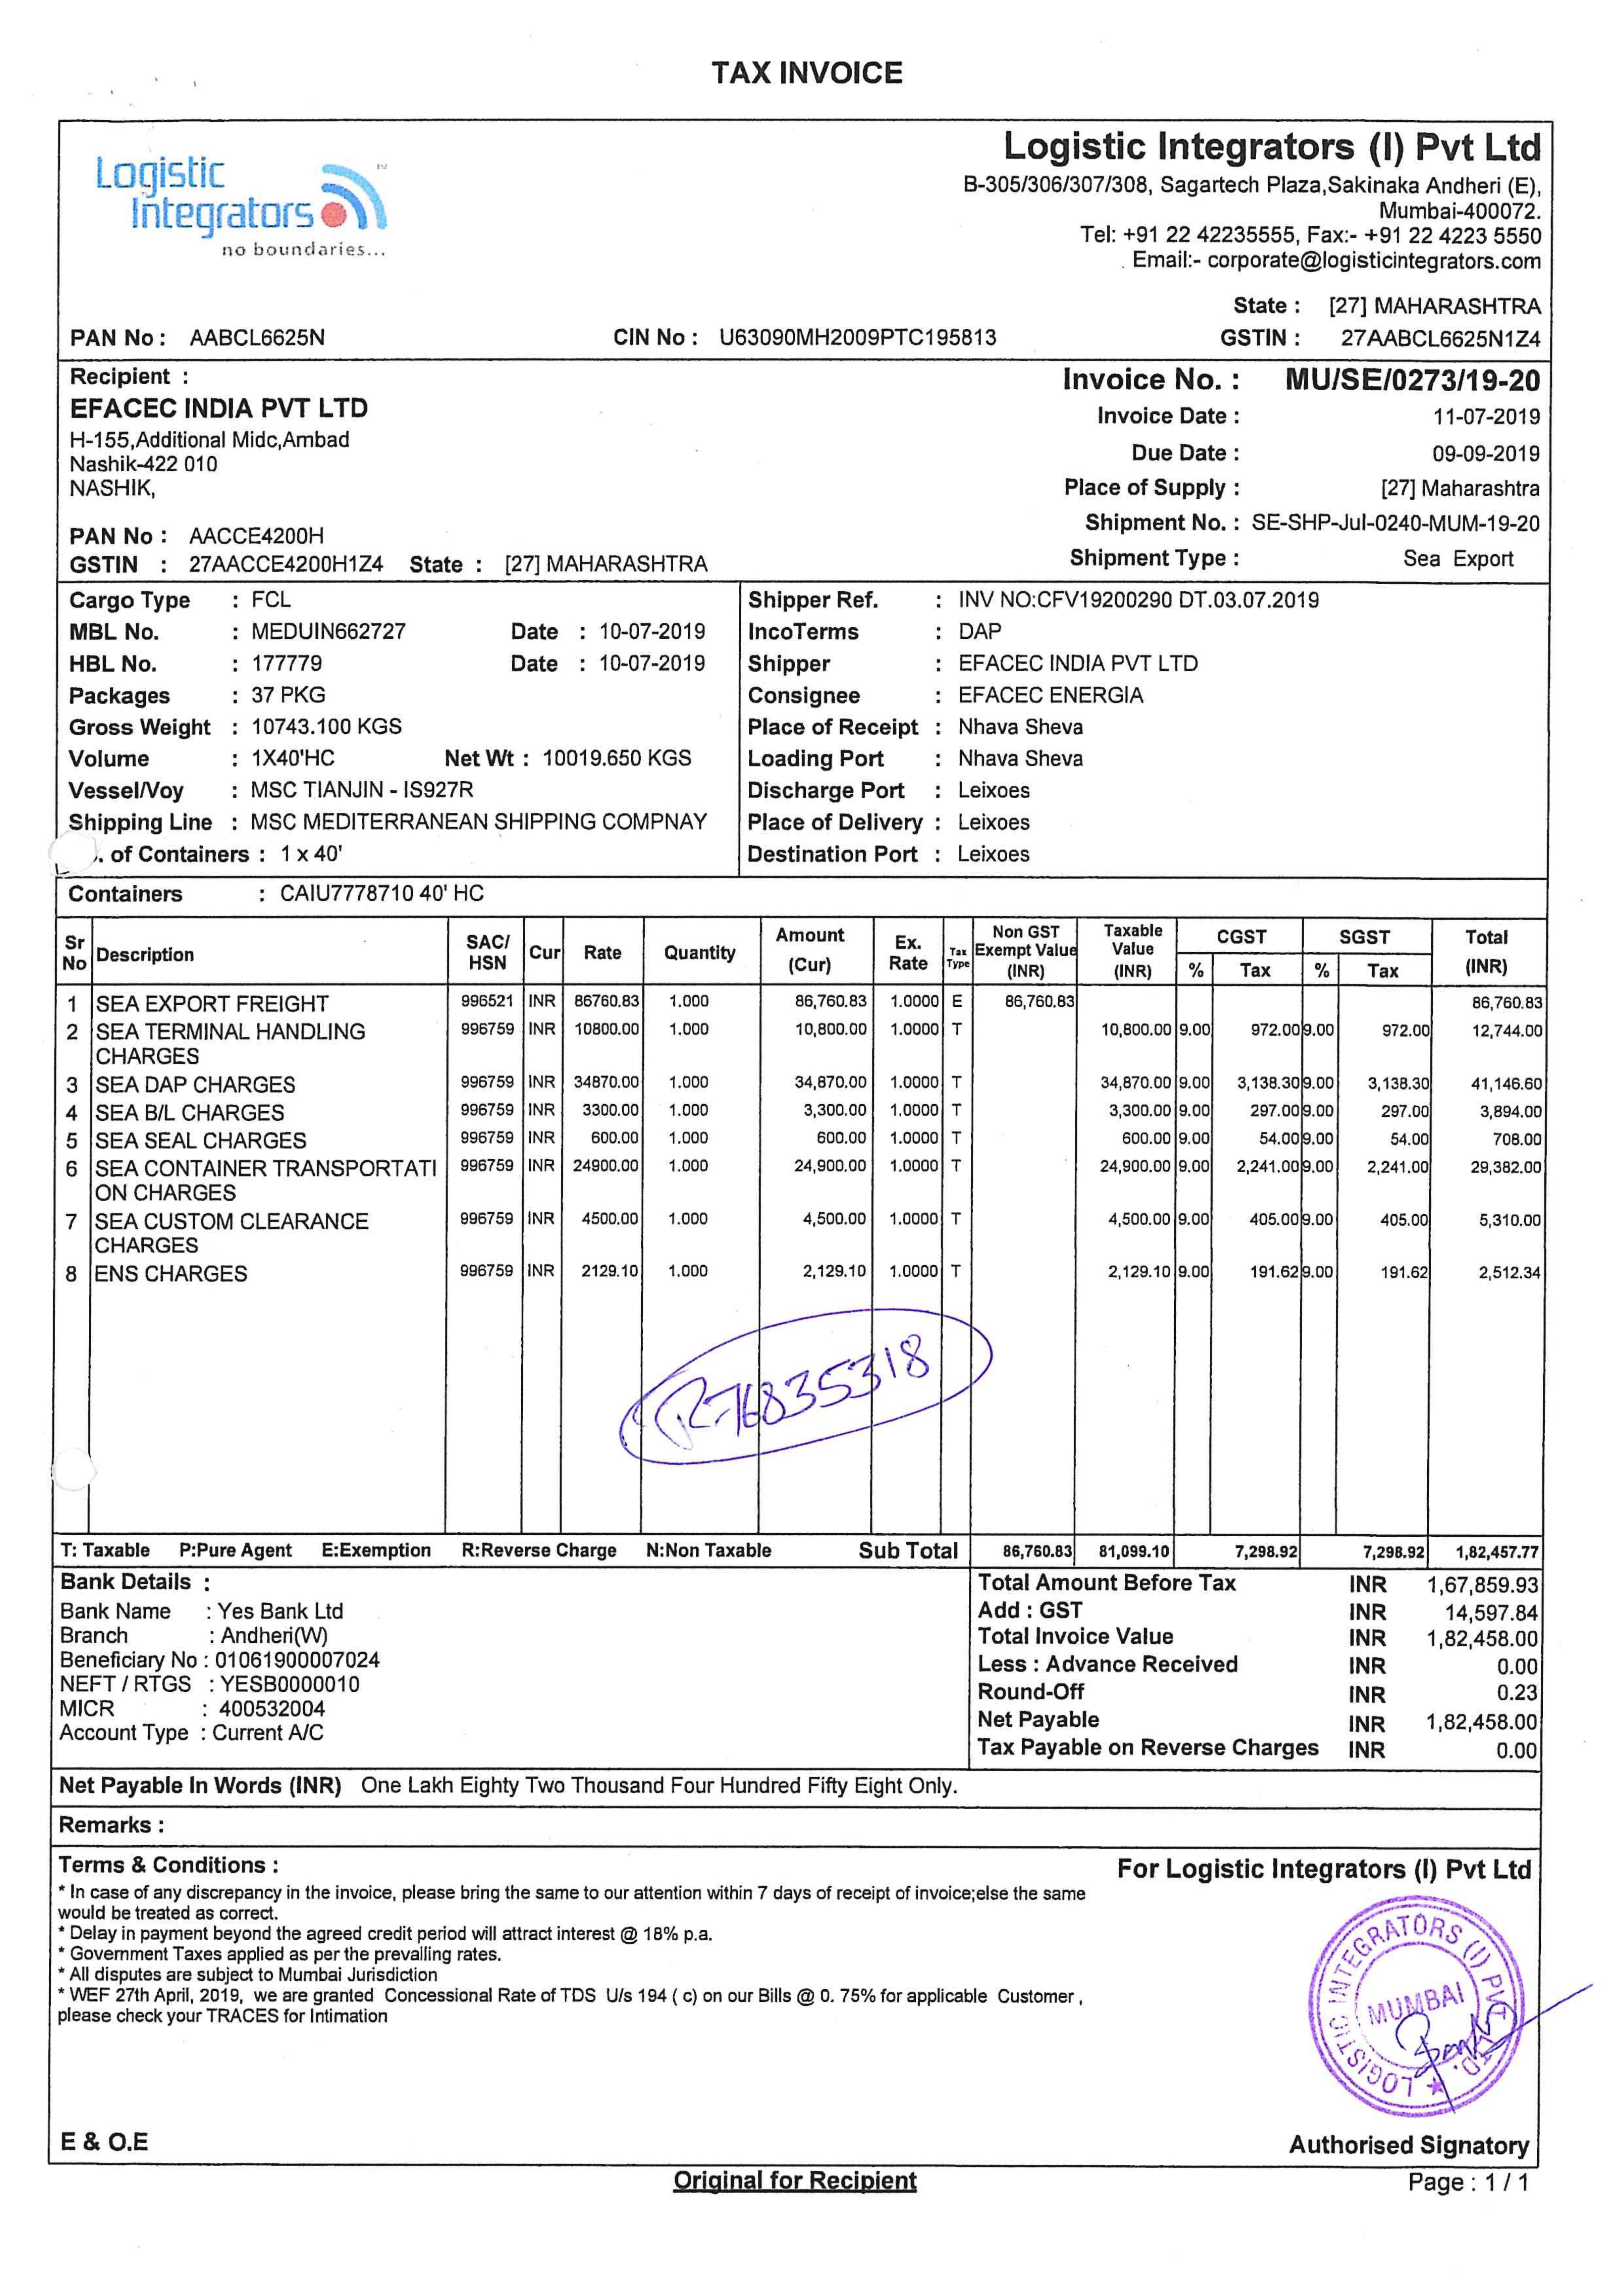 TAX INVOICE
Logistic
Integrators
no boundaries...
Logistic Integrators (I) Pvt Ltd
B-305/306/307/308, Sagartech Plaza,Sakinaka Andheri (E),
Mumbai-400072.
Tel: +91 22 42235555, Fax:- +91 22 4223 5550
Email:- corporate@logisticintegrators.com
State : [27] MAHARASHTRA
PAN No : AABCL6625N CIN No : U63090MH2009PTC195813 GSTIN : 27AABCL6625N1Z4
Recipient :
EFACEC INDIA PVT LTD
H-155,Additional Midc,Ambad
Nashik-422 010
NASHIK,
PAN No : AACCE4200H
GSTIN : 27AACCE4200H1Z4 State : [27] MAHARASHTRA
Invoice No. : MU/SE/0273/19-20
Invoice Date : 11-07-2019
Due Date : 09-09-2019
Place of Supply : [27] Maharashtra
Shipment No. : SE-SHP-Jul-0240-MUM-19-20
Shipment Type : Sea Export
Cargo Type : FCL
MBL No. : MEDUIN662727 Date : 10-07-2019
HBL No. : 177779 Date : 10-07-2019
Packages : 37 PKG
Gross Weight : 10743.100 KGS
Volume : 1X40'HC Net Wt : 10019.650 KGS
Vessel/Voy : MSC TIANJIN - IS927R
Shipping Line : MSC MEDITERRANEAN SHIPPING COMPNAY
. of Containers : 1 x 40'
Shipper Ref. : INV NO:CFV19200290 DT.03.07.2019
IncoTerms : DAP
Shipper : EFACEC INDIA PVT LTD
Consignee : EFACEC ENERGIA
Place of Receipt : Nhava Sheva
Loading Port : Nhava Sheva
Discharge Port : Leixoes
Place of Delivery : Leixoes
Destination Port : Leixoes
Containers : CAIU7778710 40' HC
Sr No Description SAC/ HSN Cur Rate Quantity Amount (Cur) Ex. Rate Tax Type Non GST Exempt Value (INR) Taxable Value (INR) CGST % Tax SGST % Tax Total (INR)
1 SEA EXPORT FREIGHT 996521 INR 86760.83 1.000 86,760.83 1.0000 E 86,760.83 86,760.83
2 SEA TERMINAL HANDLING 996759 INR 10800.00 1.000 10,800.00 1.0000 T 10,800.00 9.00 972.00 9.00 972.00 12,744.00
CHARGES
3 SEA DAP CHARGES 996759 INR 34870.00 1.000 34,870.00 1.0000 T 34,870.00 9.00 3,138.30 9.00 3,138.30 41,146.60
4 SEA B/L CHARGES 996759 INR 3300.00 1.000 3,300.00 1.0000 T 3,300.00 9.00 297.00 9.00 297.00 3,894.00
5 SEA SEAL CHARGES 996759 INR 600.00 1.000 600.00 1.0000 T 600.00 9.00 54.00 9.00 54.00 708.00
6 SEA CONTAINER TRANSPORTATI 996759 INR 24900.00 1.000 24,900.00 1.0000 T 24,900.00 9.00 2,241.00 9.00 2,241.00 29,382.00
ON CHARGES
7 SEA CUSTOM CLEARANCE 996759 INR 4500.00 1.000 4,500.00 1.0000 T 4,500.00 9.00 405.00 9.00 405.00 5,310.00
CHARGES
8 ENS CHARGES 996759 INR 2129.10 1.000 2,129.10 1.0000 T 2,129.10 9.00 191.62 9.00 191.62 2,512.34
T: Taxable P:Pure Agent E:Exemption R:Reverse Charge N:Non Taxable Sub Total 86,760.83 81,099.10 7,298.92 7,298.92 1,82,457.77
Bank Details :
Bank Name : Yes Bank Ltd
Branch : Andheri(W)
Beneficiary No : 01061900007024
NEFT / RTGS : YESB0000010
MICR : 400532004
Account Type : Current A/C
Total Amount Before Tax INR 1,67,859.93
Add : GST INR 14,597.84
Total Invoice Value INR 1,82,458.00
Less : Advance Received INR 0.00
Round-Off INR 0.23
Net Payable INR 1,82,458.00
Tax Payable on Reverse Charges INR 0.00
Net Payable In Words (INR) One Lakh Eighty Two Thousand Four Hundred Fifty Eight Only.
Remarks :
Terms & Conditions :
* In case of any discrepancy in the invoice, please bring the same to our attention within 7 days of receipt of invoice;else the same
would be treated as correct.
* Delay in payment beyond the agreed credit period will attract interest @ 18% p.a.
* Government Taxes applied as per the prevailing rates.
* All disputes are subject to Mumbai Jurisdiction
* WEF 27th April, 2019, we are granted Concessional Rate of TDS U/s 194 ( c) on our Bills @ 0. 75% for applicable Customer ,
please check your TRACES for Intimation
For Logistic Integrators (I) Pvt Ltd
LOGISTIC INTEGRATORS (I) PVT. LTD.
MUMBAI
E & O.E
Authorised Signatory
Original for Recipient
Page : 1 / 1